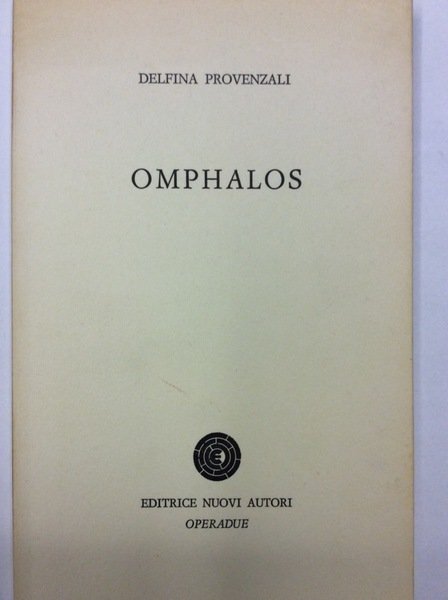 DELFINA PROVENZALI
OMPHALOS
EDITRICE NUOVI AUTORI
OPERADUE